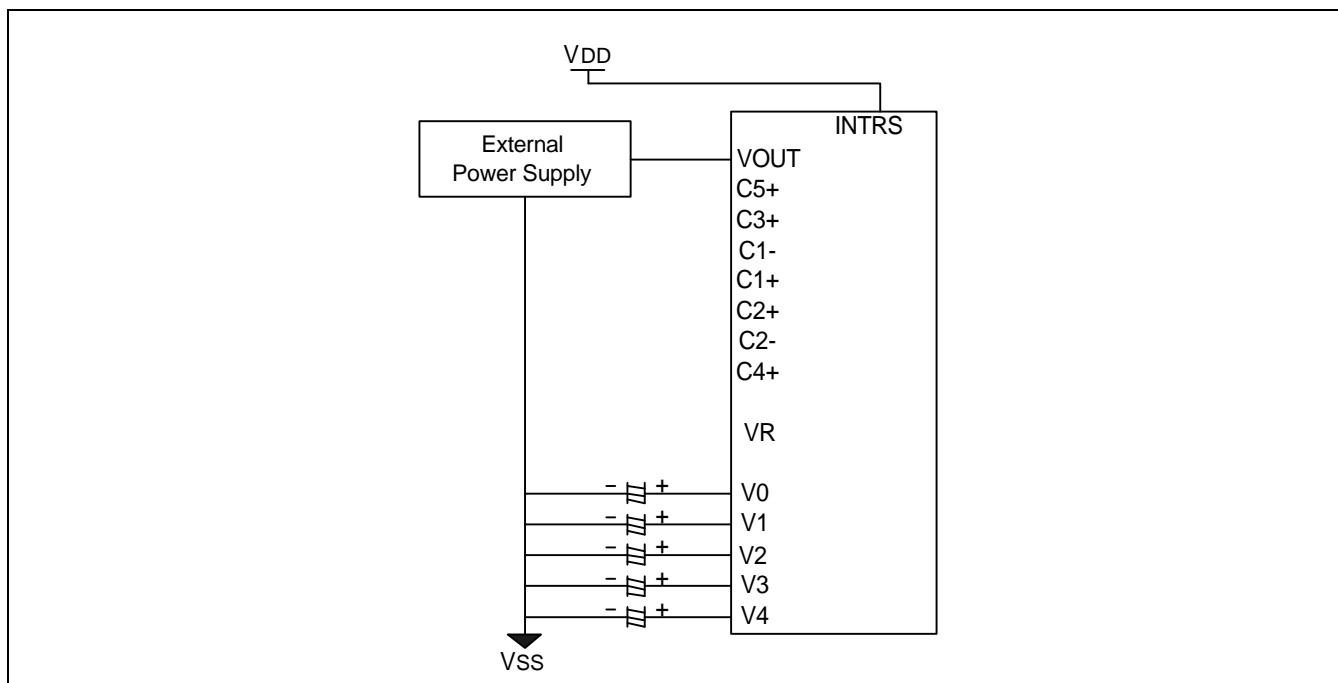 VDD
INTRS
External
Power Supply
VOUT
C5+
C3+
C1-
C1+
C2+
C2-
C4+
VR
− + V0
− + V1
− + V2
− + V3
− + V4
VSS